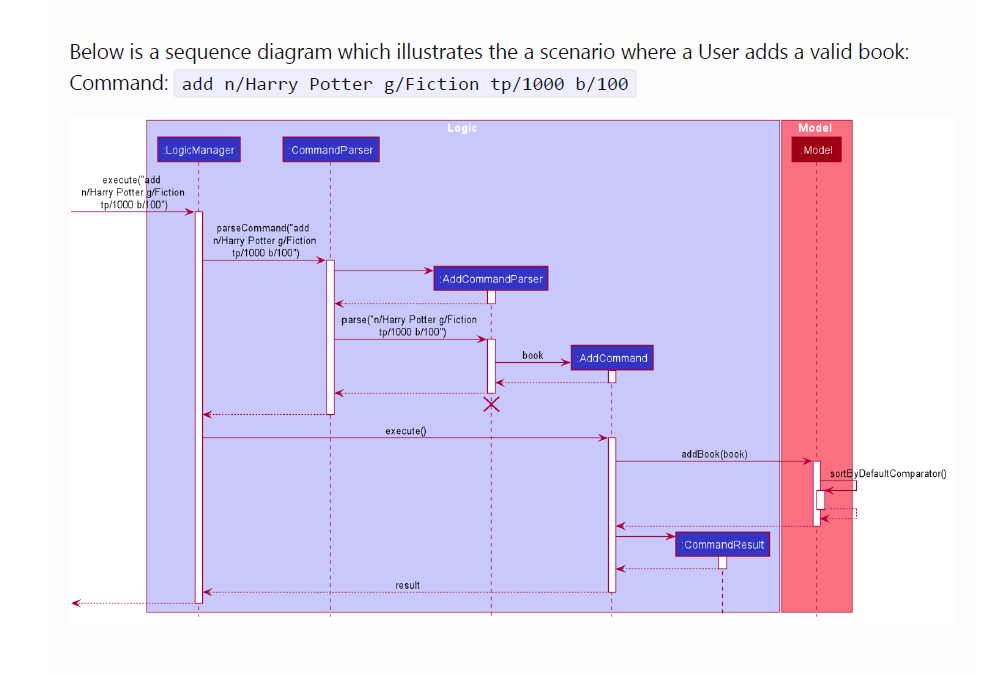 Below is a sequence diagram which illustrates the a scenario where a User adds a valid book:
Command: add n/Harry Potter g/Fiction tp/1000 b/100
Logic
Model
:LogicManager
:CommandParser
:Model
execute("add
n/Harry Potter g/Fiction
tp/1000 b/100")
parseCommand("add
n/Harry Potter g/Fiction
tp/1000 b/100")
:AddCommandParser
parse("n/Harry Potter g/Fiction
tp/1000 b/100")
book
:AddCommand
execute()
addBook(book)
sortByDefaultComparator()
:CommandResult
result